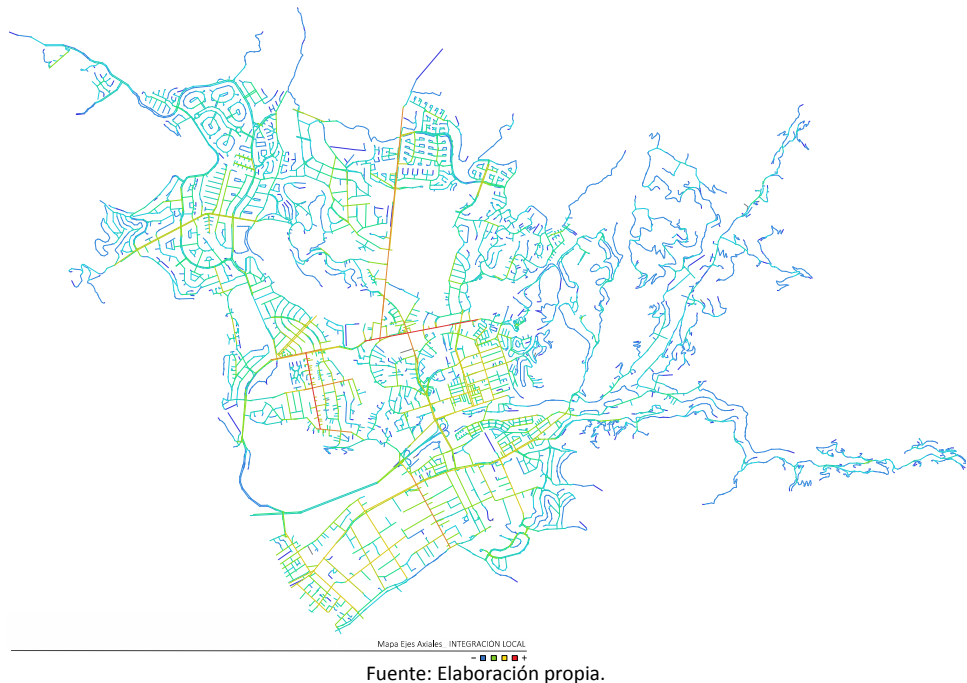 Mapa Ejes Axiales_ INTEGRACION LOCAL
- +
Fuente: Elaboración propia.